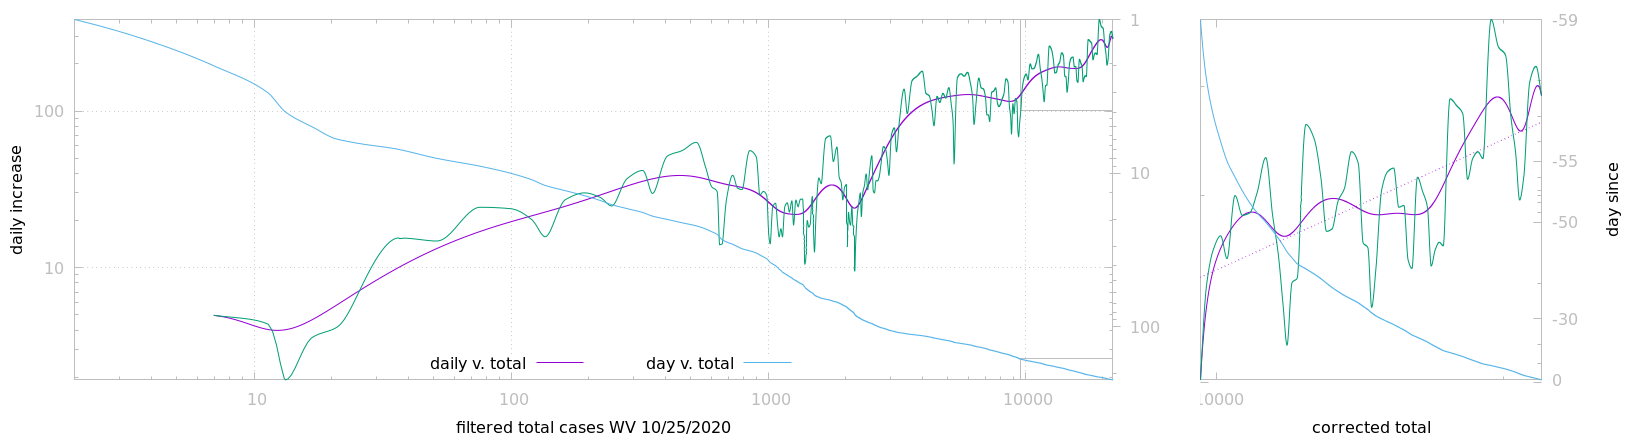 daily increase
100
10
daily v. total
day v. total
1
10
100
10
100
1000
10000
filtered total cases WV 10/25/2020
-59
-55
-50
-30
0
day since
0000
corrected total